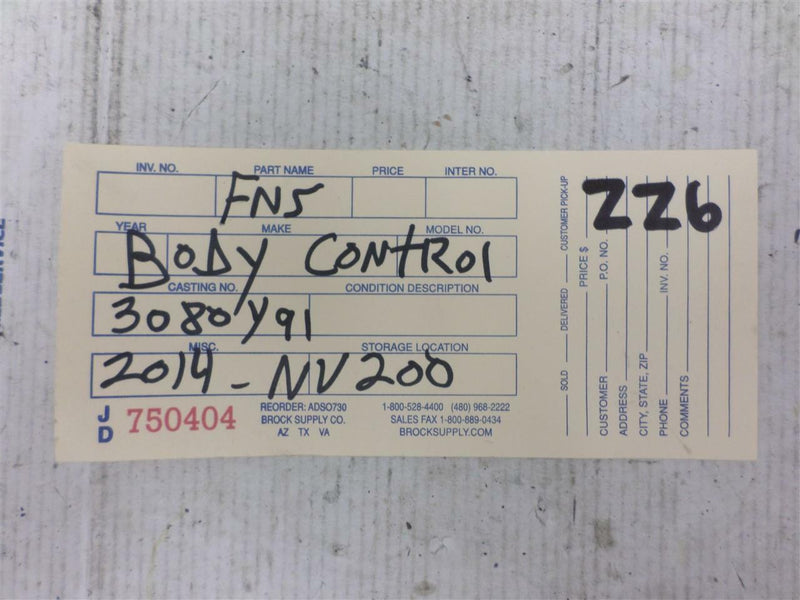 INV. NO. PART NAME PRICE INTER NO.
FNS
YEAR MAKE MODEL NO.
BODY CONTROL
CASTING NO. CONDITION DESCRIPTION
3080Y91
MISC. STORAGE LOCATION
2014 - NV200
JD 750404
REORDER: ADSO730
BROCK SUPPLY CO.
AZ TX VA
1-800-528-4400 (480) 968-2222
SALES FAX 1-800-889-0434
BROCKSUPPLY.COM
226
SOLD DELIVERED CUSTOMER PICK-UP
PRICE $
CUSTOMER P.O. NO.
ADDRESS
CITY, STATE, ZIP
PHONE INV. NO.
COMMENTS